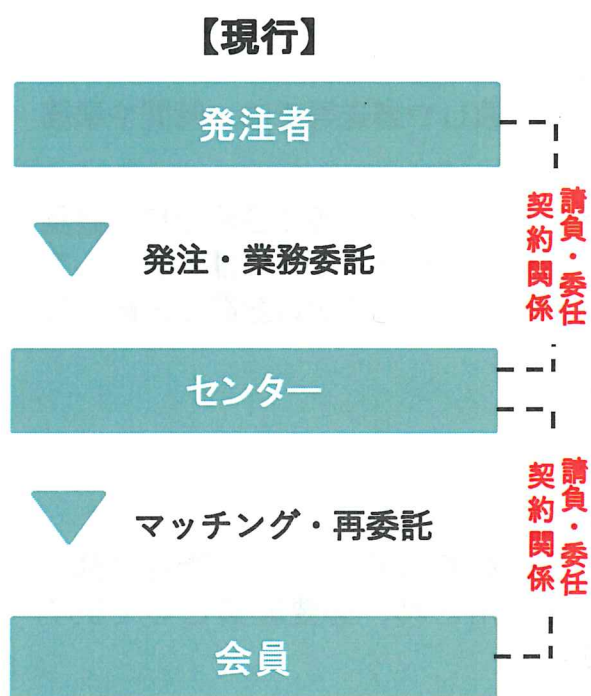 【現行】
発注者
発注・業務委託
請負・委任
契約関係
センター
マッチング・再委託
請負・委任
契約関係
会員